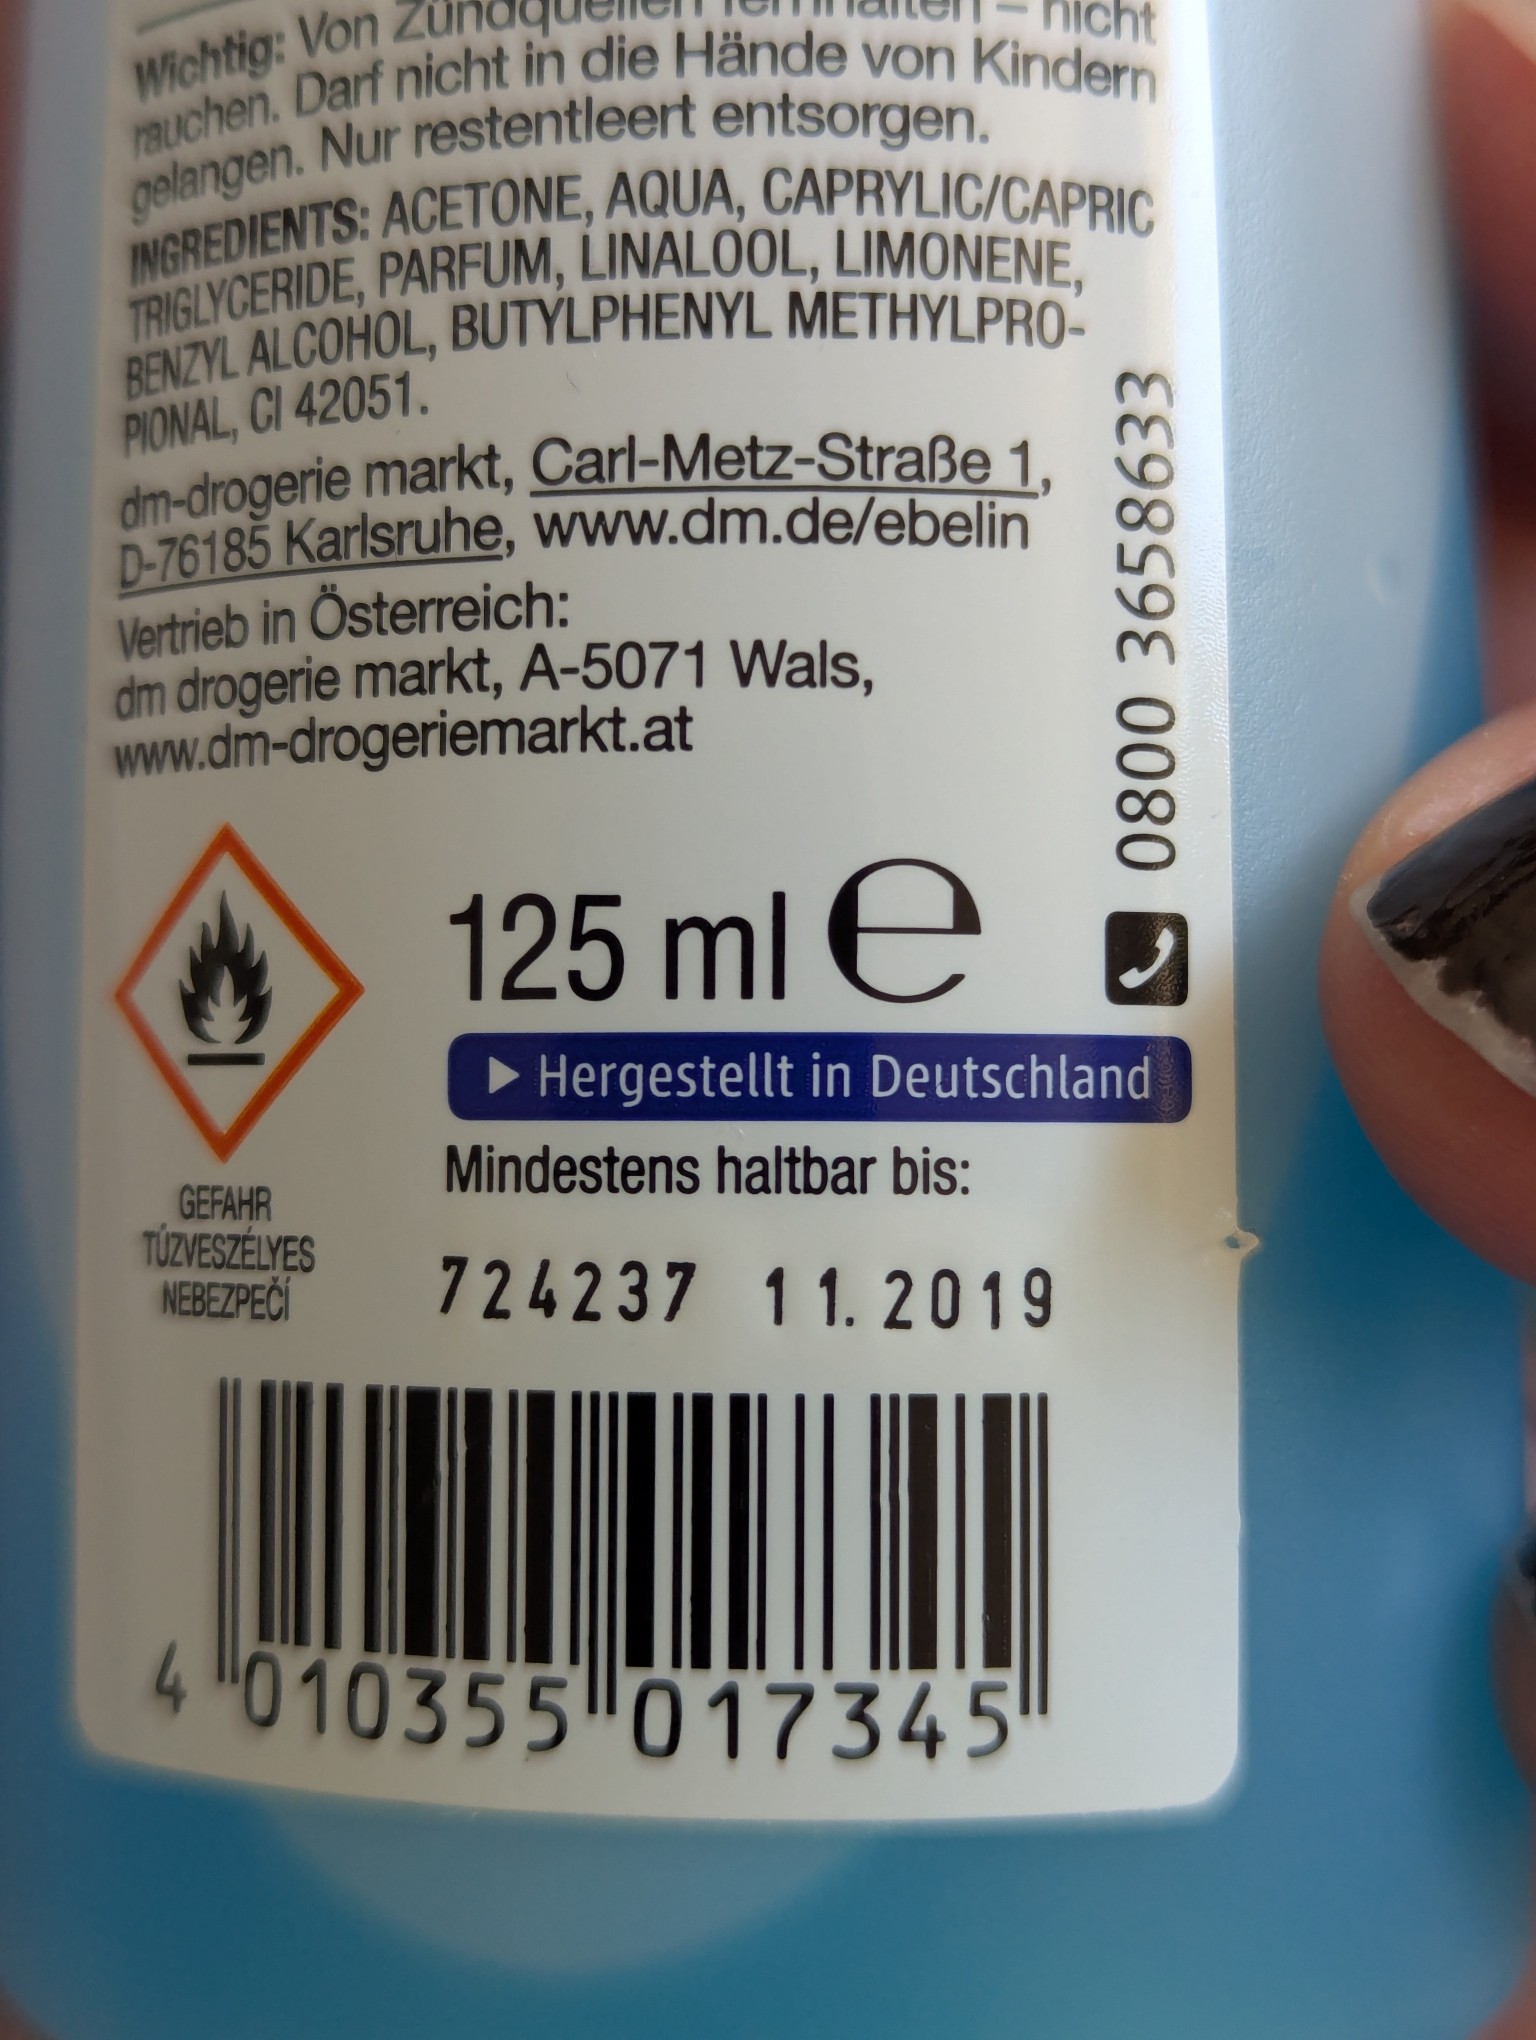 Wichtig: Von Zündquellen fernhalten – nicht
rauchen. Darf nicht in die Hände von Kindern
gelangen. Nur restentleert entsorgen.
INGREDIENTS: ACETONE, AQUA, CAPRYLIC/CAPRIC
TRIGLYCERIDE, PARFUM, LINALOOL, LIMONENE,
BENZYL ALCOHOL, BUTYLPHENYL METHYLPRO-
PIONAL, CI 42051.
dm-drogerie markt, Carl-Metz-Straße 1,
D-76185 Karlsruhe, www.dm.de/ebelin
Vertrieb in Österreich:
dm drogerie markt, A-5071 Wals,
www.dm-drogeriemarkt.at
0800 3658633
125 ml e
Hergestellt in Deutschland
Mindestens haltbar bis:
724237 11.2019
GEFAHR
TŰZVESZÉLYES
NEBEZPEČÍ
4 010355 017345